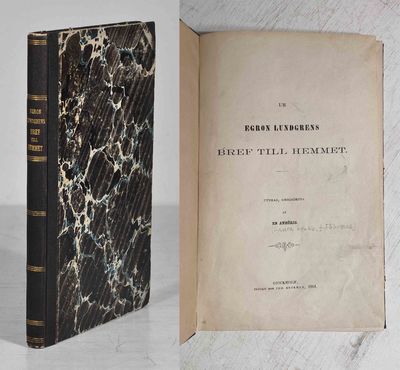 EGRON
LUNDGRENS
BREF
TILL
HEMMET
UR
EGRON LUNDGRENS
BREF TILL HEMMET.
AF
EN ANHÖRIG.
STOCKHOLM,